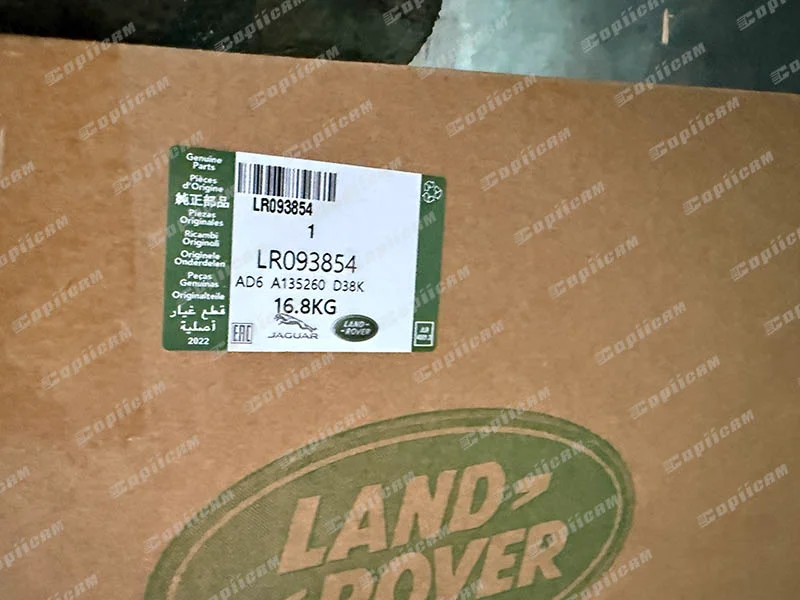 Genuine
Parts
Pièces
d'Origine
純正部品
Piezas
Originales
Ricambi
Originali
Originele
Onderdelen
Peças
Genuínas
Originalteile
قطع غيار
أصلية
2022
LR093854
1
LR093854
AD6 A135260 D38K
16.8KG
EAC
JAGUAR
LAND-
-ROVER
LAND-
ROVER
Copiicam